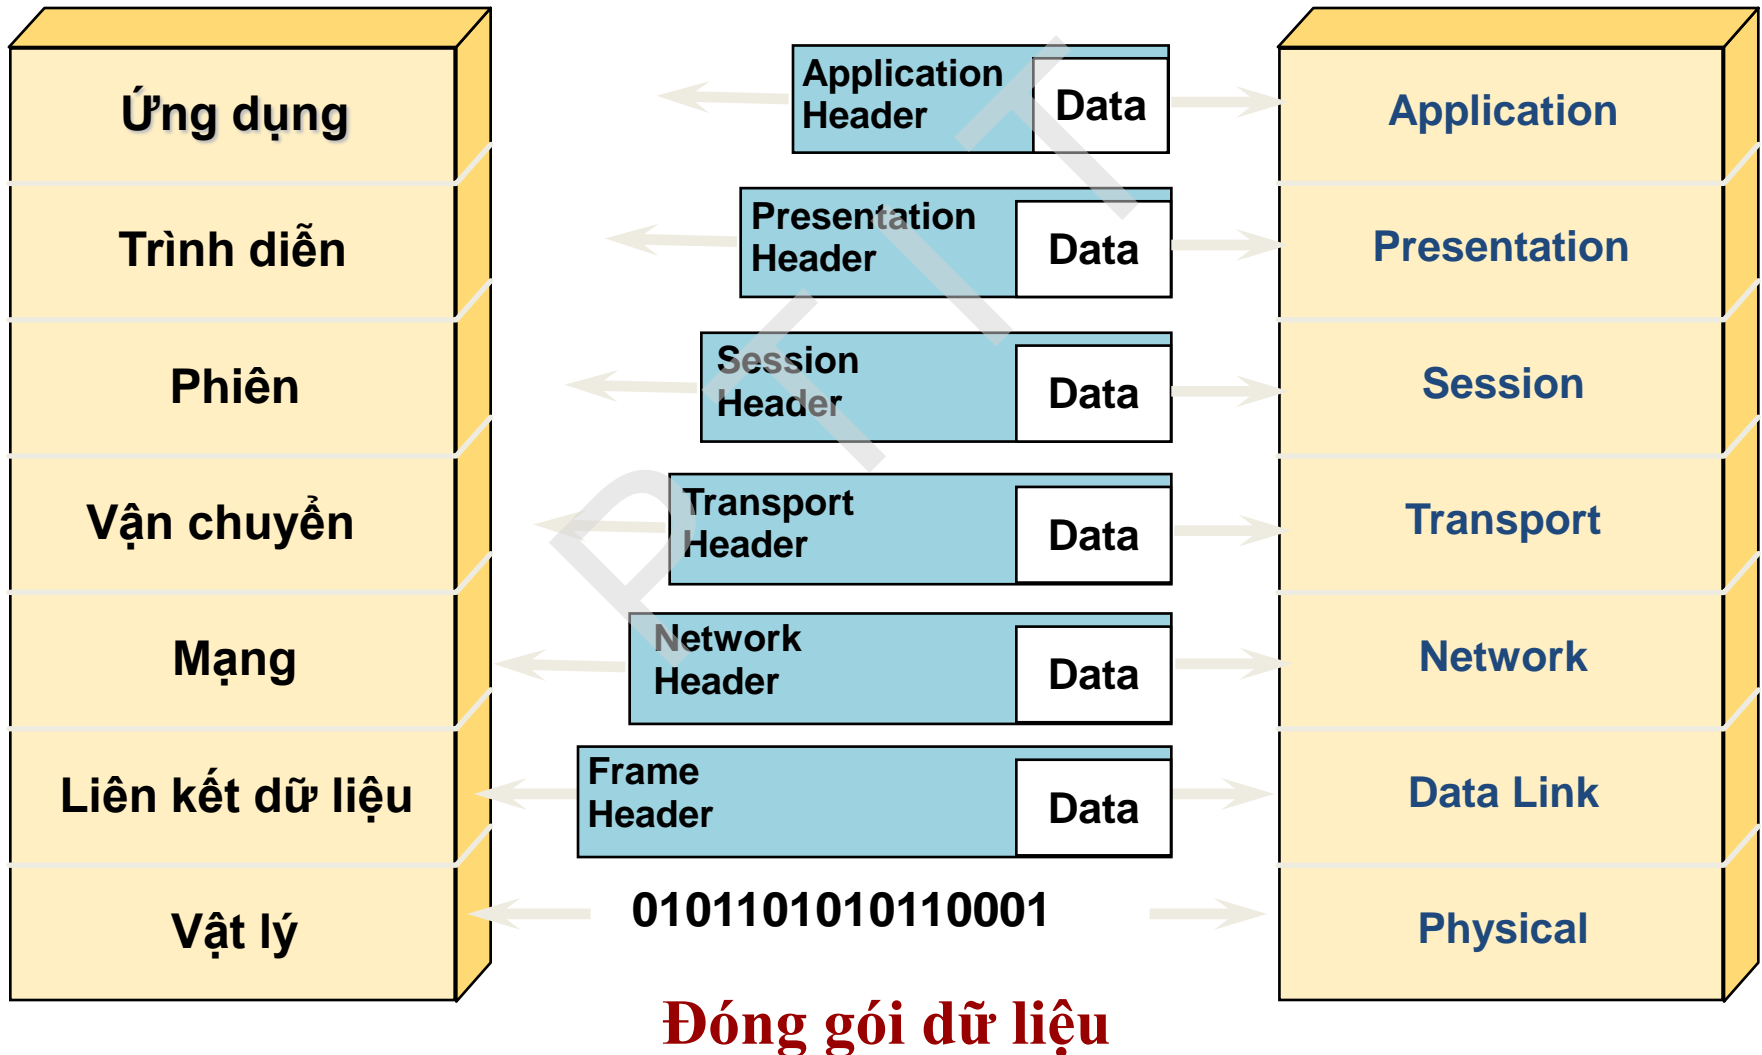 Ứng dụng
Application
Header
Data
Application
Trình diễn
Presentation
Header
Data
Presentation
Phiên
Session
Header
Data
Session
Vận chuyển
Transport
Header
Data
Transport
Mạng
Network
Header
Data
Network
Liên kết dữ liệu
Frame
Header
Data
Data Link
Vật lý
0101101010110001
Physical
Đóng gói dữ liệu
PTIT